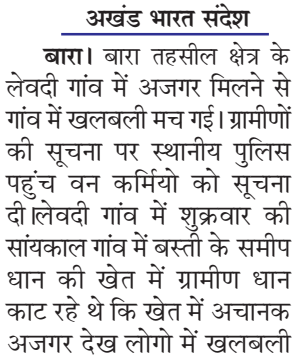 अखंड भारत संदेश
बारा। बारा तहसील क्षेत्र के
लेवदी गांव में अजगर मिलने से
गांव में खलबली मच गई। ग्रामीणों
की सूचना पर स्थानीय पुलिस
पहुंच वन कर्मियो को सूचना
दी।लेवदी गांव में शुक्रवार की
सांयकाल गांव में बस्ती के समीप
धान की खेत में ग्रामीण धान
काट रहे थे कि खेत में अचानक
अजगर देख लोगो में खलबली